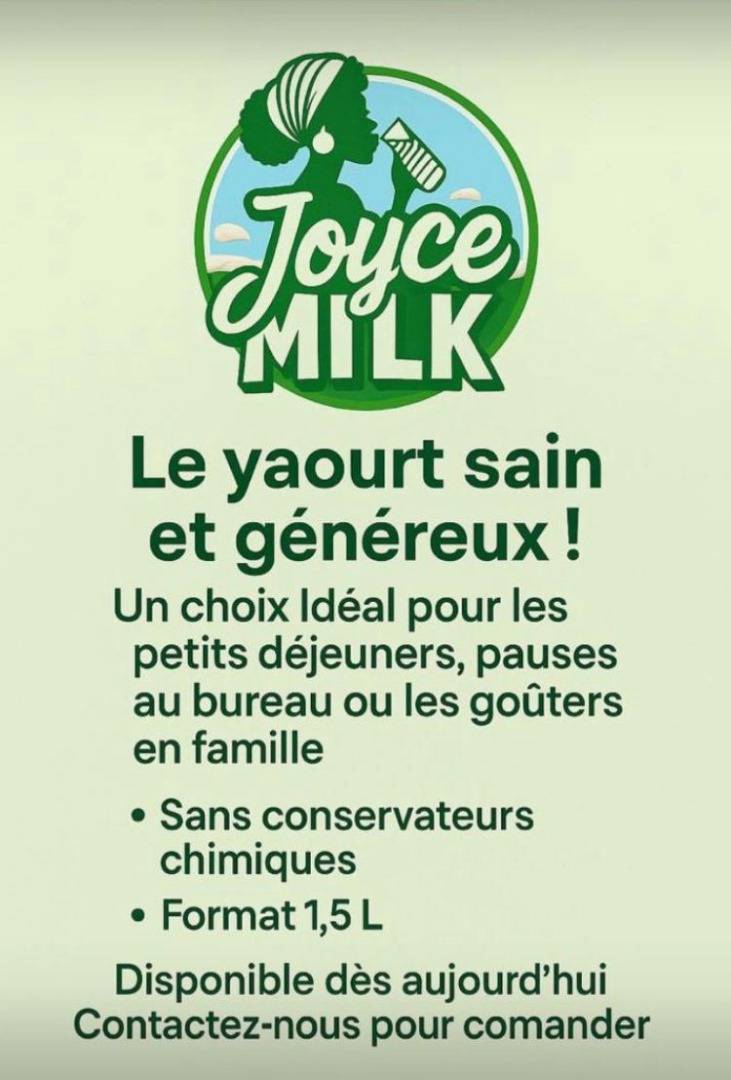 Joyce
MILK
Le yaourt sain
et généreux !
Un choix Idéal pour les
petits déjeuners, pauses
au bureau ou les goûters
en famille
• Sans conservateurs
chimiques
• Format 1,5 L
Disponible dès aujourd’hui
Contactez-nous pour comander